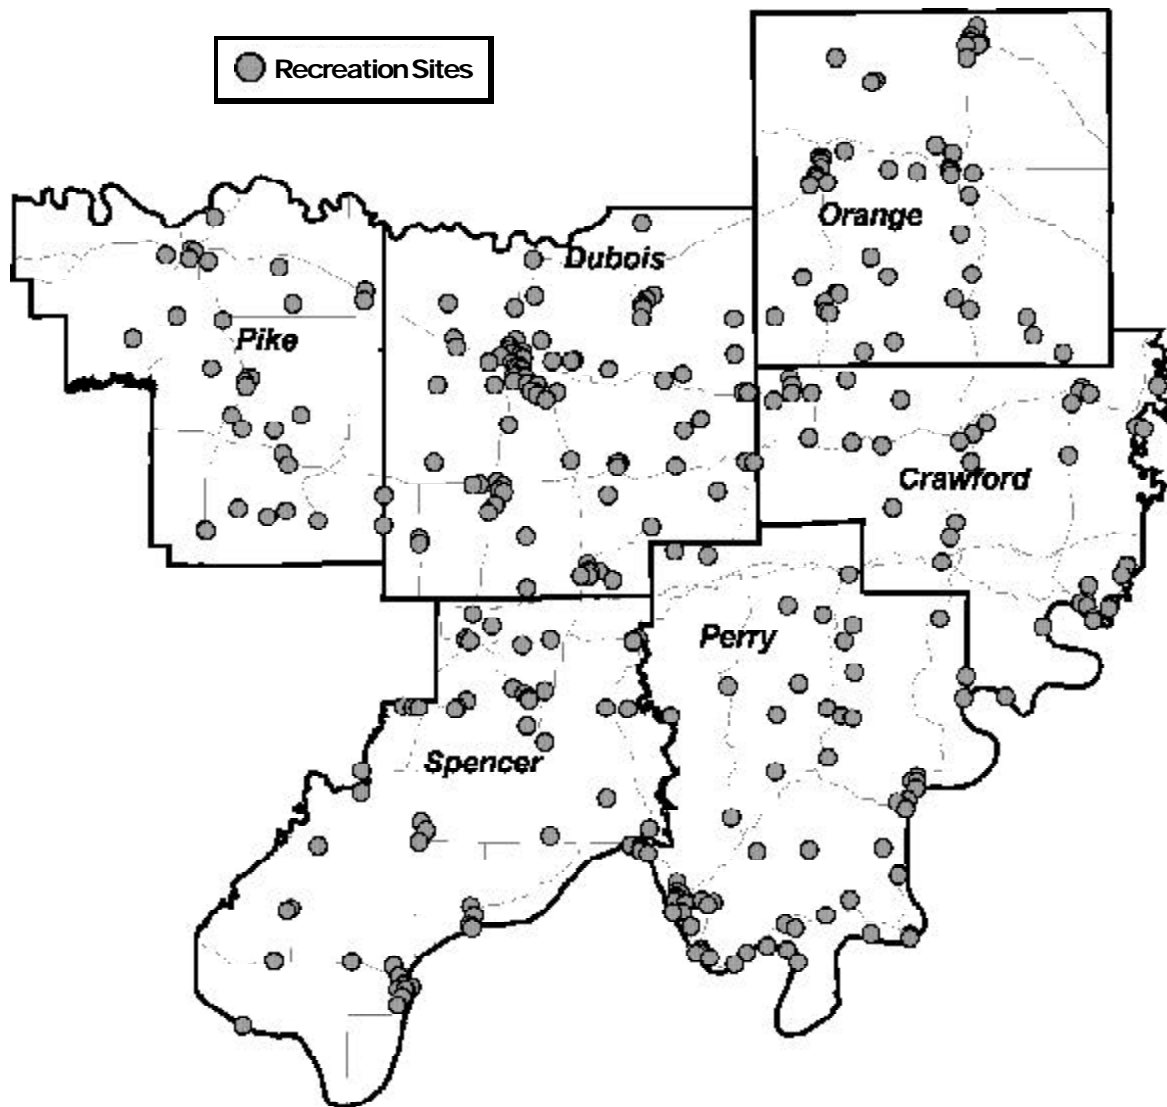 Recreation Sites
Orange
Dubois
Pike
Crawford
Perry
Spencer